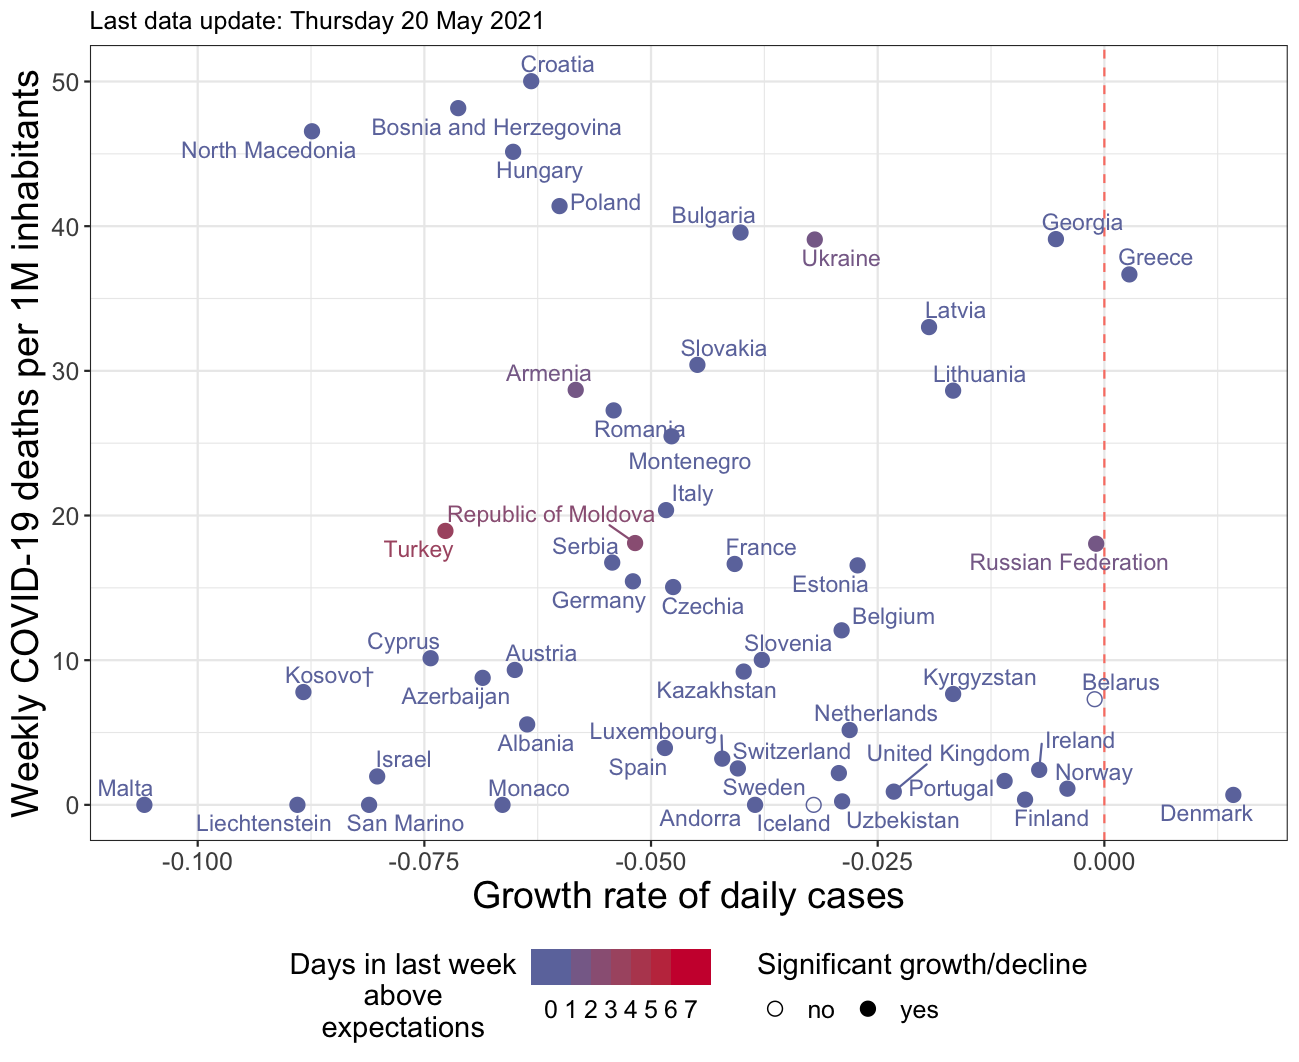 Last data update: Thursday 20 May 2021
Weekly COVID-19 deaths per 1M inhabitants
50
40
30
20
10
0
Croatia
Bosnia and Herzegovina
North Macedonia
Hungary
Poland
Bulgaria
Ukraine
Georgia
Greece
Latvia
Slovakia
Lithuania
Armenia
Romania
Montenegro
Italy
Republic of Moldova
Turkey
Serbia
France
Russian Federation
Estonia
Germany
Czechia
Belgium
Cyprus
Austria
Slovenia
Kosovo†
Azerbaijan
Kazakhstan
Kyrgyzstan
Belarus
Netherlands
Albania
Luxembourg
Switzerland
United Kingdom
Ireland
Israel
Spain
Norway
Malta
Monaco
Sweden
Portugal
Liechtenstein
San Marino
Andorra
Iceland
Uzbekistan
Finland
Denmark
-0.100
-0.075
-0.050
-0.025
0.000
Growth rate of daily cases
Days in last week
above
expectations
0 1 2 3 4 5 6 7
Significant growth/decline
no
yes